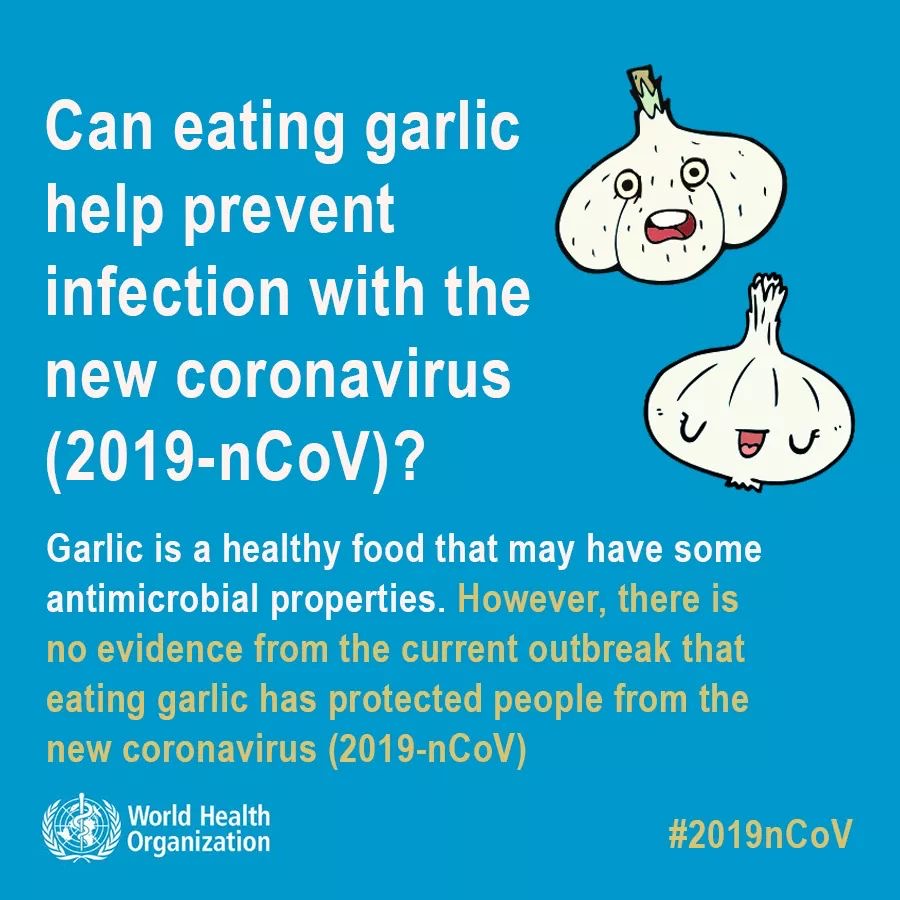 Can eating garlic
help prevent
infection with the
new coronavirus
(2019-nCoV)?
Garlic is a healthy food that may have some
antimicrobial properties. However, there is
no evidence from the current outbreak that
eating garlic has protected people from the
new coronavirus (2019-nCoV)
World Health
Organization
#2019nCoV